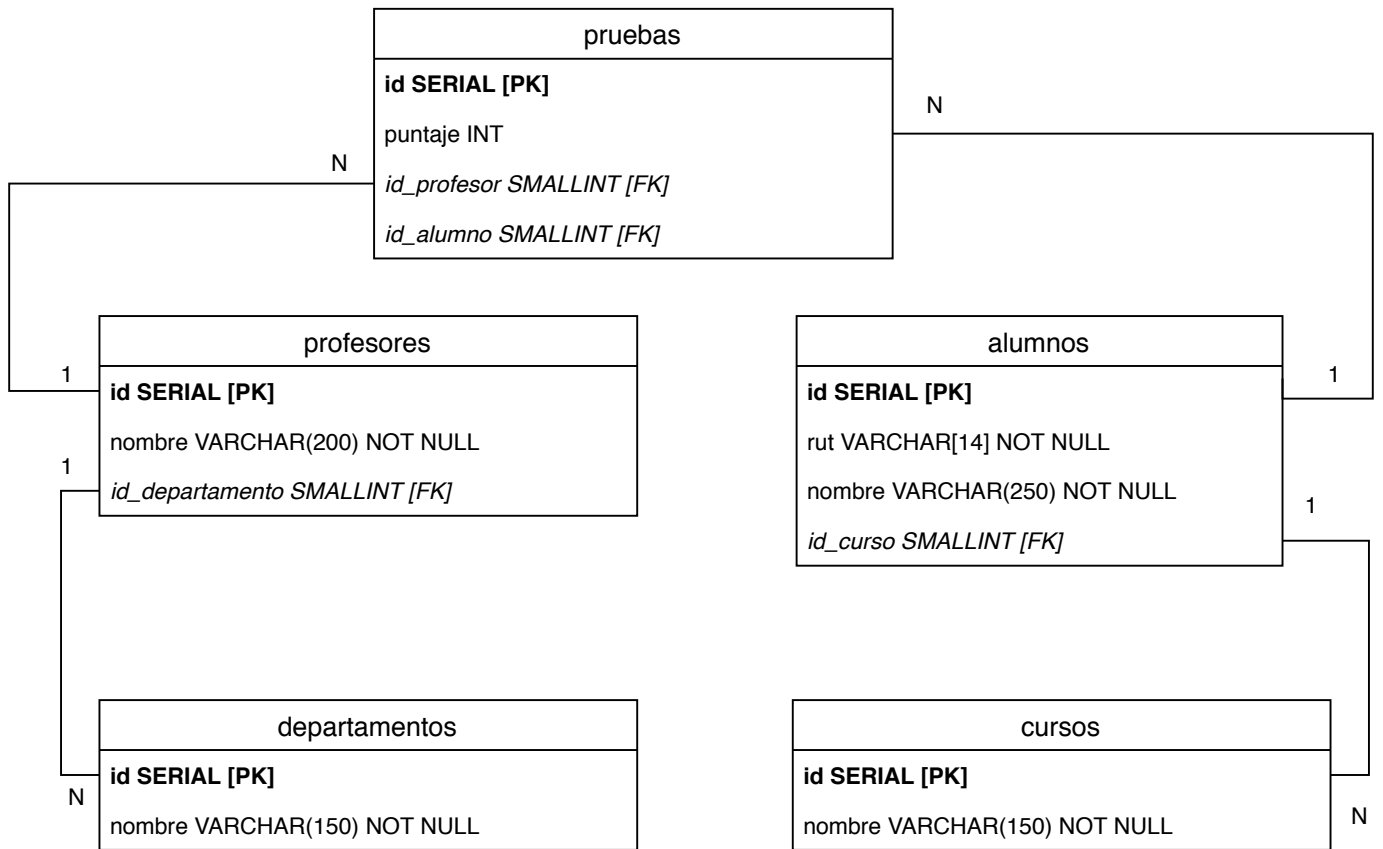 pruebas
id SERIAL [PK]
puntaje INT
id_profesor SMALLINT [FK]
id_alumno SMALLINT [FK]
N
N
profesores
id SERIAL [PK]
nombre VARCHAR(200) NOT NULL
id_departamento SMALLINT [FK]
1
1
alumnos
id SERIAL [PK]
rut VARCHAR[14] NOT NULL
nombre VARCHAR(250) NOT NULL
id_curso SMALLINT [FK]
1
1
departamentos
id SERIAL [PK]
nombre VARCHAR(150) NOT NULL
N
cursos
id SERIAL [PK]
nombre VARCHAR(150) NOT NULL
N